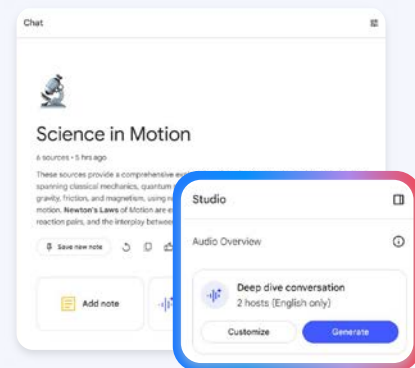 Chat
Science in Motion
6 sources • 5 hrs ago
These sources provide a comprehensive
spanning classical mechanics, quantum
gravity, friction, and magnetism, using
motion. Newton's Laws of Motion are
reaction pairs, and the interplay between
Save new note
Add note
Studio
Audio Overview
Deep dive conversation
2 hosts (English only)
Customize
Generate